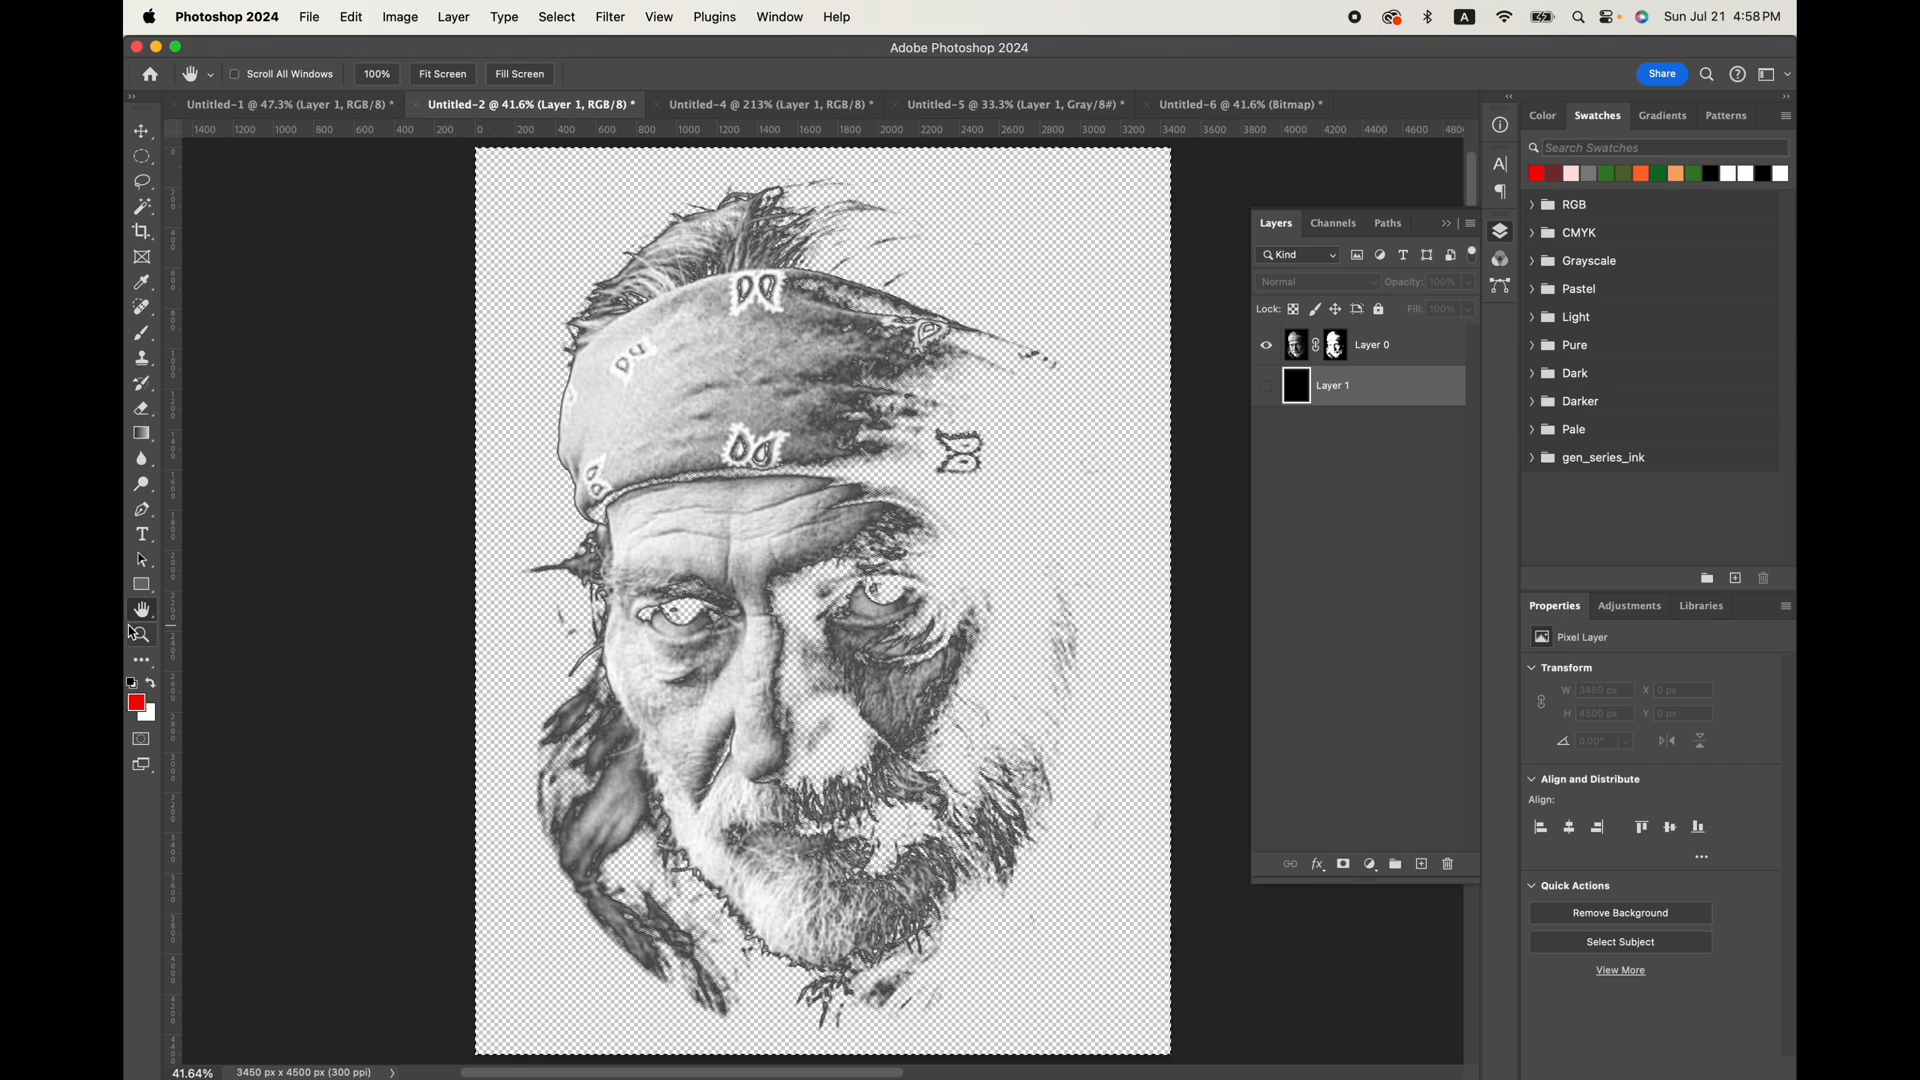 Photoshop 2024 File Edit Image Layer Type Select Filter View Plugins Window Help A Sun Jul 21 4:58 PM
Adobe Photoshop 2024
Scroll All Windows 100% Fit Screen Fill Screen Share
Untitled-1 @ 47.3% (Layer 1, RGB/8) * Untitled-2 @ 41.6% (Layer 1, RGB/8) * Untitled-4 @ 213% (Layer 1, RGB/8) * Untitled-5 @ 33.3% (Layer 1, Gray/8#) * Untitled-6 @ 41.6% (Bitmap) *
1400 1200 1000 800 600 400 200 0 200 400 600 800 1000 1200 1400 1600 1800 2000 2200 2400 2600 2800 3000 3200 3400 3600 3800 4000 4200 4400 4600
Color Swatches Gradients Patterns
Search Swatches
RGB
CMYK
Grayscale
Pastel
Light
Pure
Dark
Darker
Pale
gen_series_ink
Layers Channels Paths
Kind
Normal Opacity: 100%
Lock: Fill: 100%
Layer 0
Layer 1
Properties Adjustments Libraries
Pixel Layer
Transform
W 3450 px X 0 px
H 4500 px Y 0 px
0.00°
Align and Distribute
Align:
Quick Actions
Remove Background
Select Subject
View More
41.64% 3450 px x 4500 px (300 ppi)